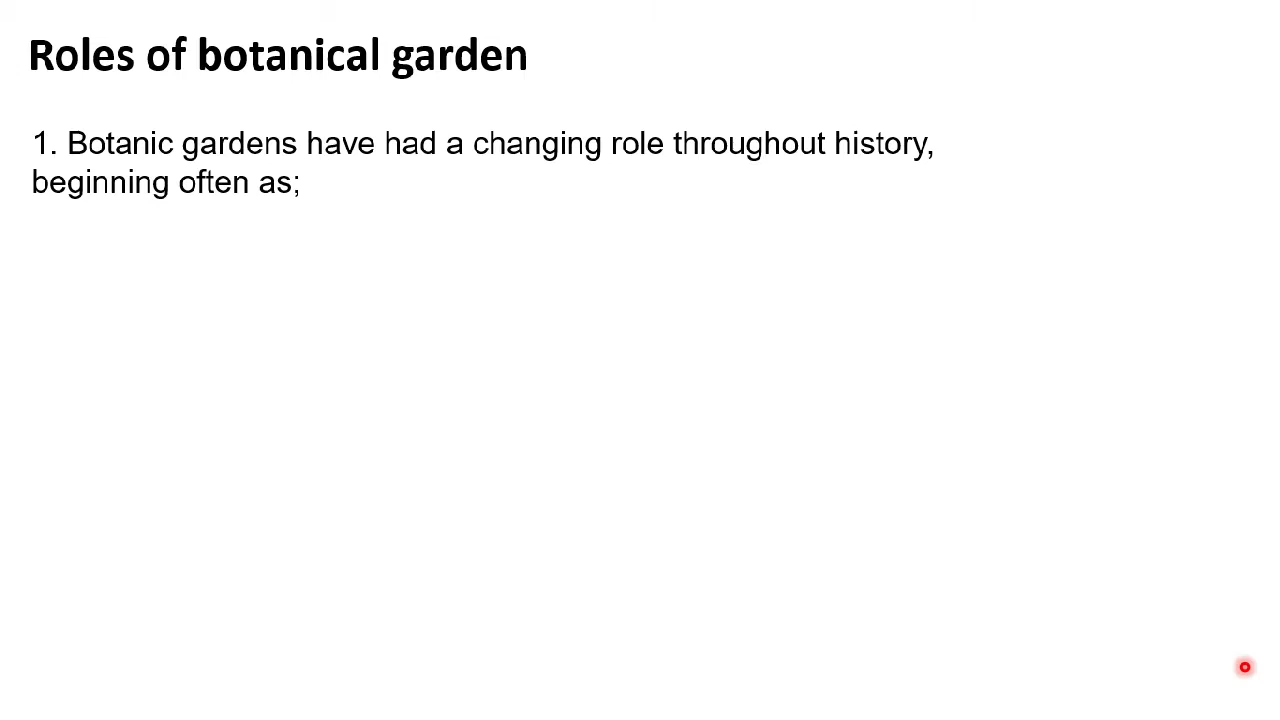 Roles of botanical garden
1. Botanic gardens have had a changing role throughout history,
beginning often as;